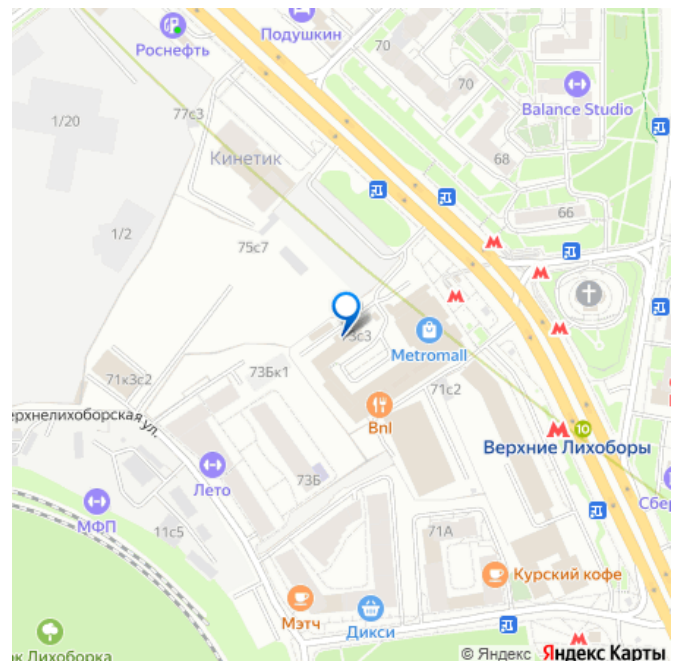 Роснефть
Подушкин
70
70
Balance Studio
77с3
1/20
Кинетик
68
66
1/2
75с7
3с3
Metromall
71к3с2
73Бк1
71с2
Bnl
ерхнелихоборская ул.
10
Верхние Лихоборы
Лето
73Б
Сбер
МФП
11с5
71А
Курский кофе
Мэтч
Дикси
ок Лихоборка
© Яндекс Яндекс Карты